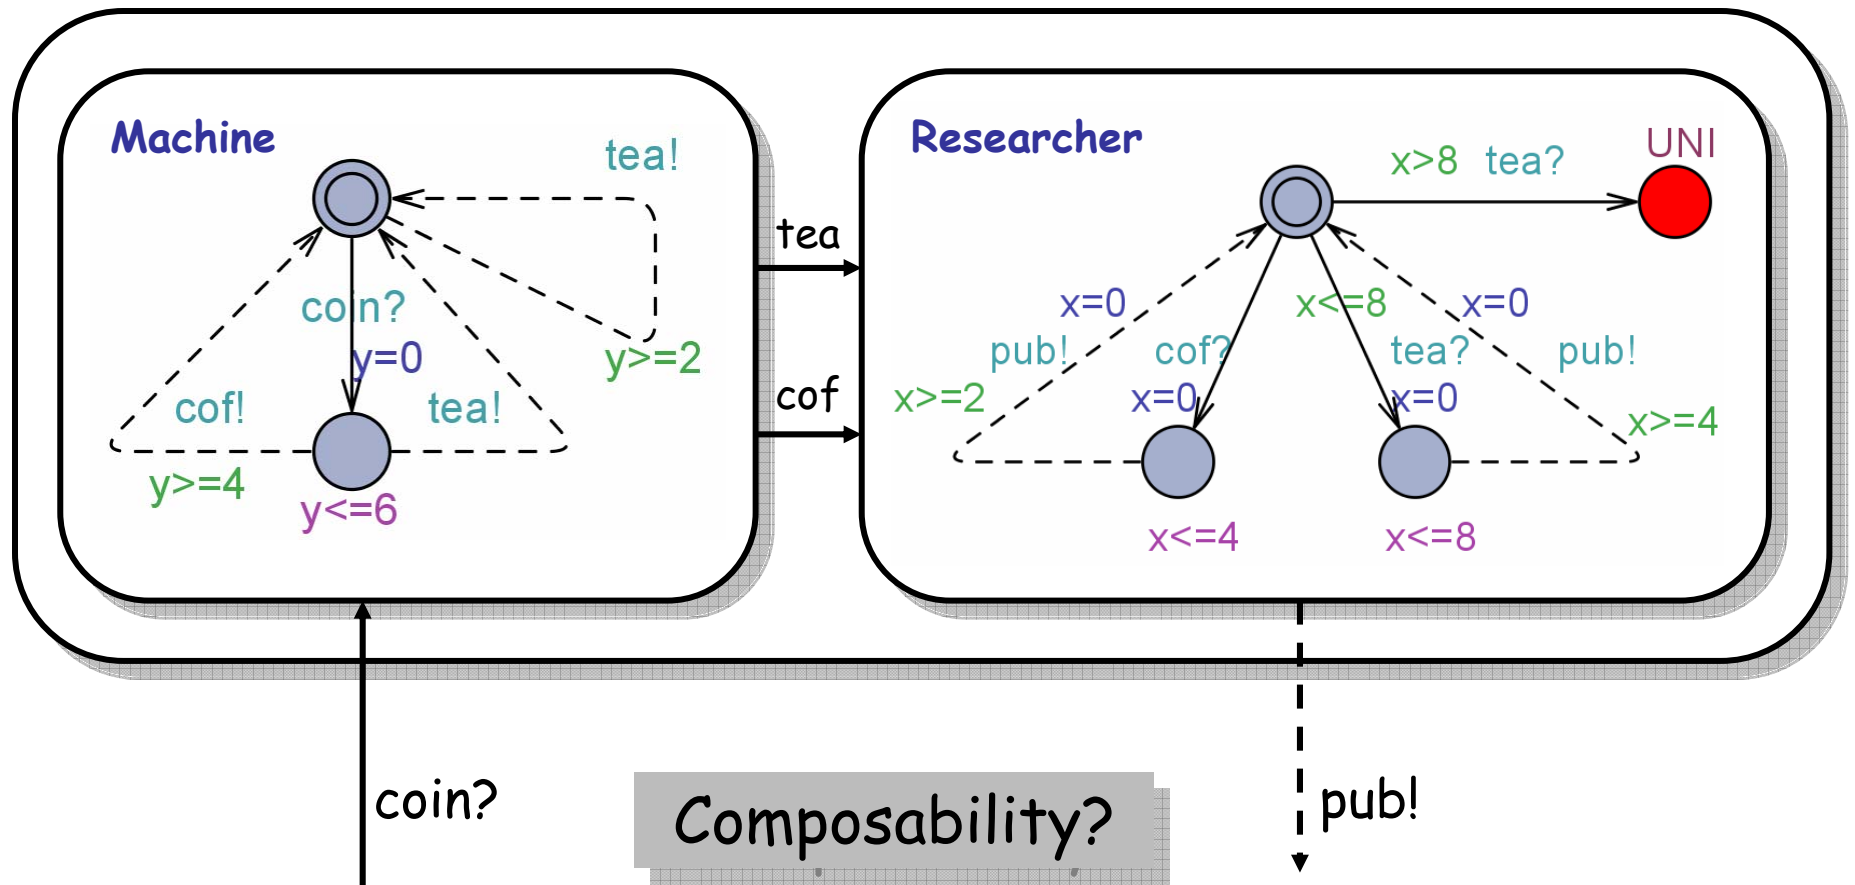 Machine
tea!
coin?
y=0
y>=2
cof!
tea!
y>=4
y<=6
tea
cof
Researcher
UNI
x>8 tea?
x=0
x<=8
x=0
pub!
cof?
tea?
pub!
x>=2
x=0
x=0
x>=4
x<=4
x<=8
coin?
Composability?
pub!